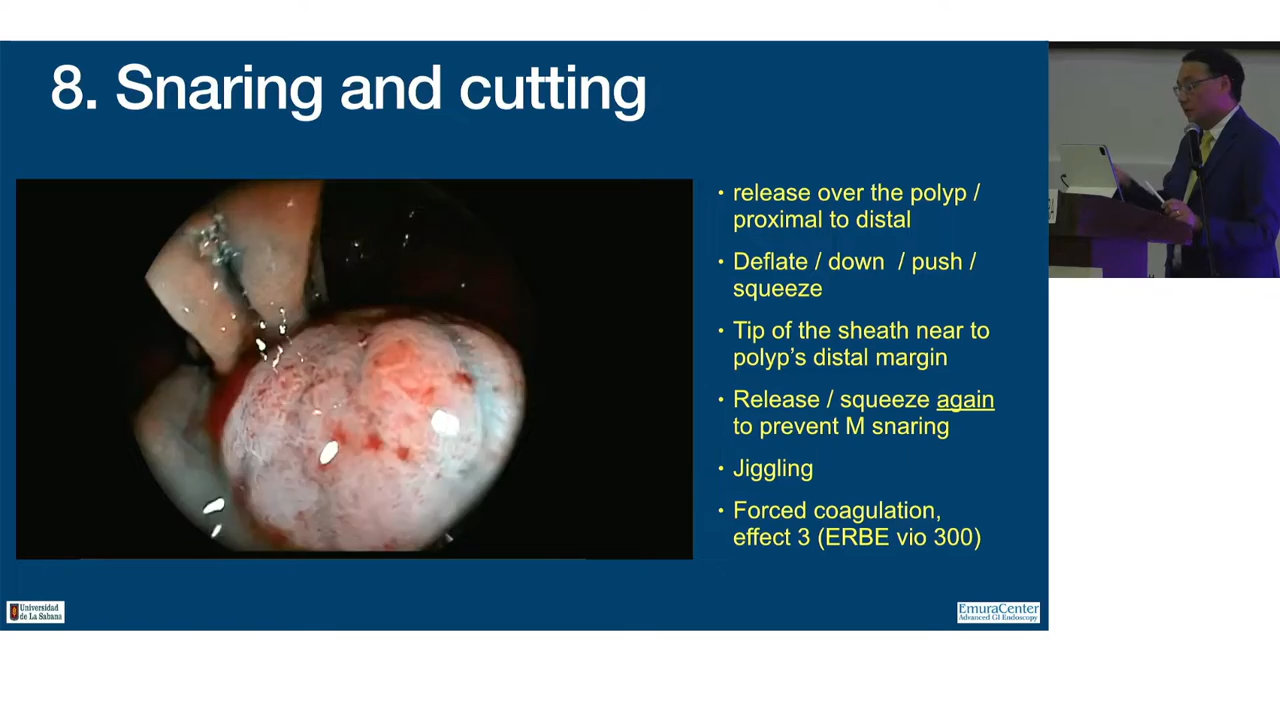 8. Snaring and cutting
• release over the polyp /
proximal to distal
• Deflate / down / push /
squeeze
• Tip of the sheath near to
polyp's distal margin
• Release / squeeze again
to prevent M snaring
• Jiggling
• Forced coagulation,
effect 3 (ERBE vio 300)
Universidad
de La Sabana
EmuraCenter
Advanced GI Endoscopy